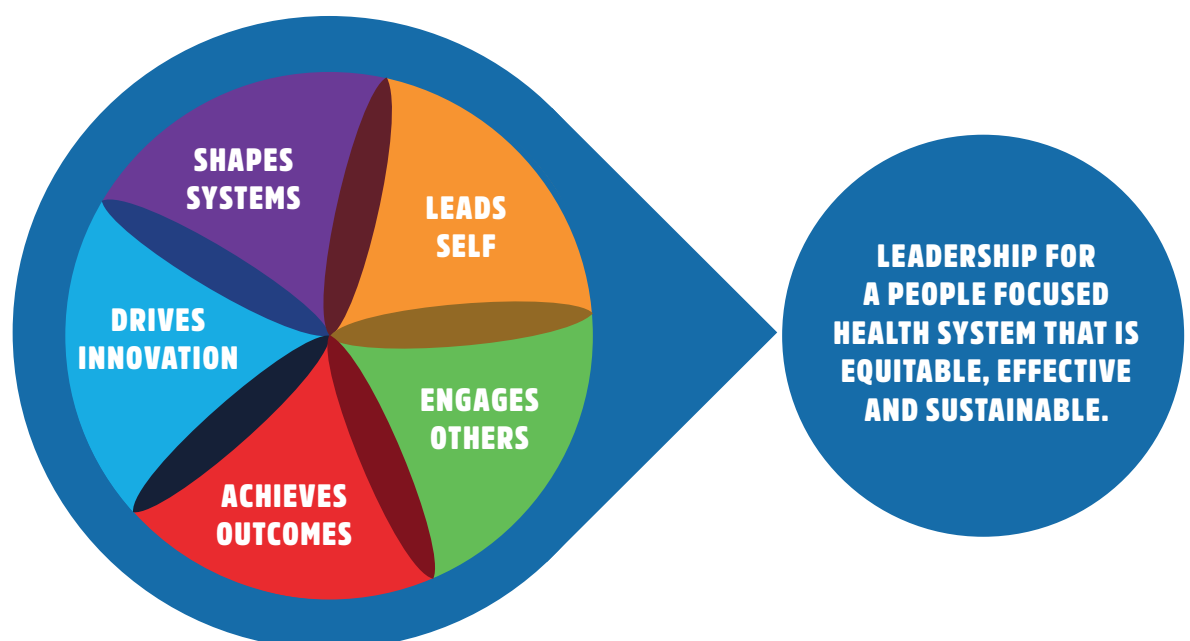 SHAPES
SYSTEMS
LEADS
SELF
DRIVES
INNOVATION
ENGAGES
OTHERS
ACHIEVES
OUTCOMES
LEADERSHIP FOR
A PEOPLE FOCUSED
HEALTH SYSTEM THAT IS
EQUITABLE, EFFECTIVE
AND SUSTAINABLE.